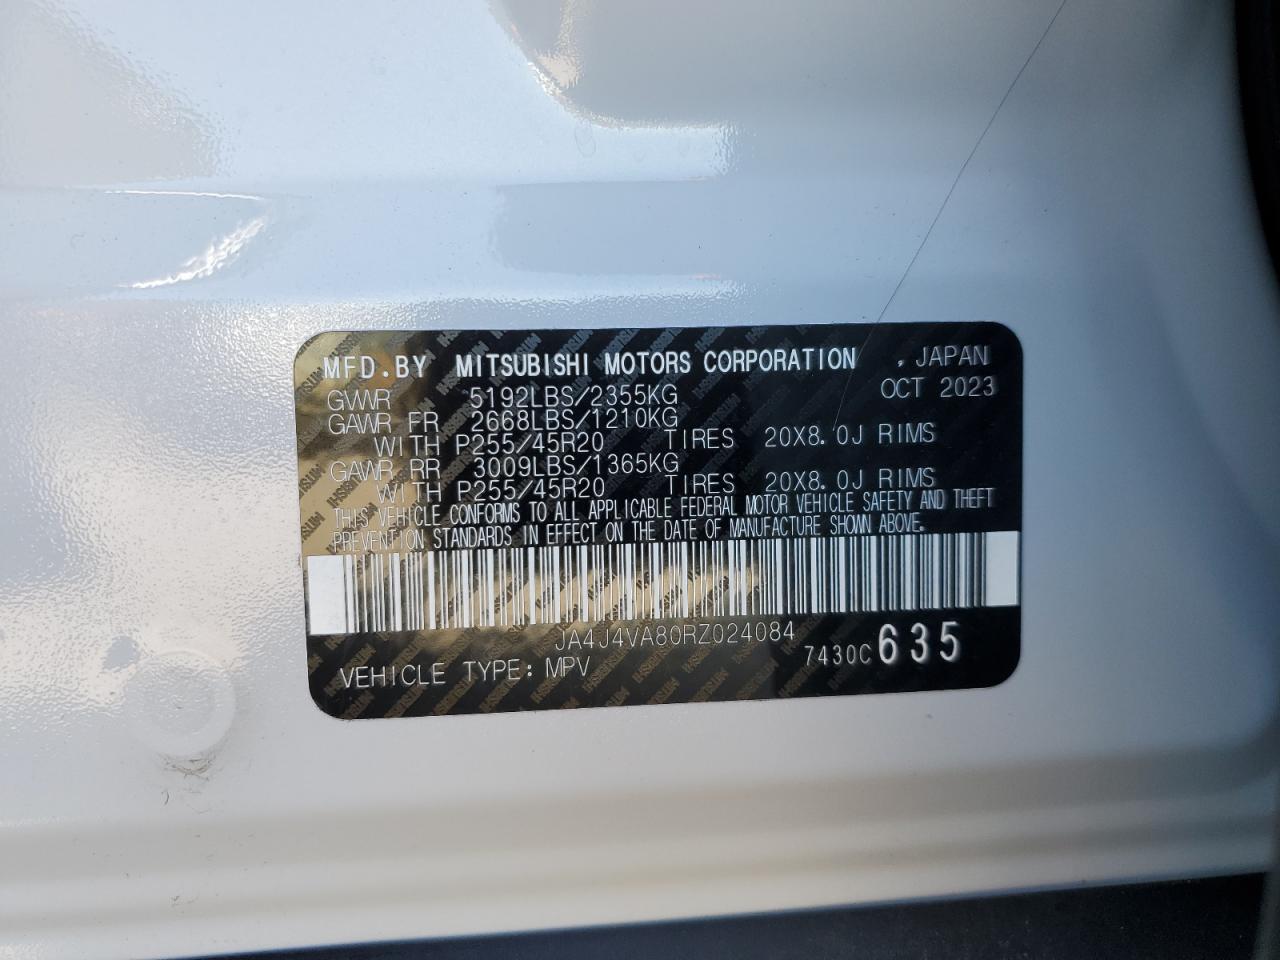 MFD.BY MITSUBISHI MOTORS CORPORATION , JAPAN
GVWR 5192LBS/2355KG OCT 2023
GAWR FR 2668LBS/1210KG
WITH P255/45R20 TIRES 20X8.0J RIMS
GAWR RR 3009LBS/1365KG
WITH P255/45R20 TIRES 20X8.0J RIMS
THIS VEHICLE CONFORMS TO ALL APPLICABLE FEDERAL MOTOR VEHICLE SAFETY AND THEFT
PREVENTION STANDARDS IN EFFECT ON THE DATE OF MANUFACTURE SHOWN ABOVE.
JA4J4VA80RZ024084
VEHICLE TYPE: MPV 7430C 635